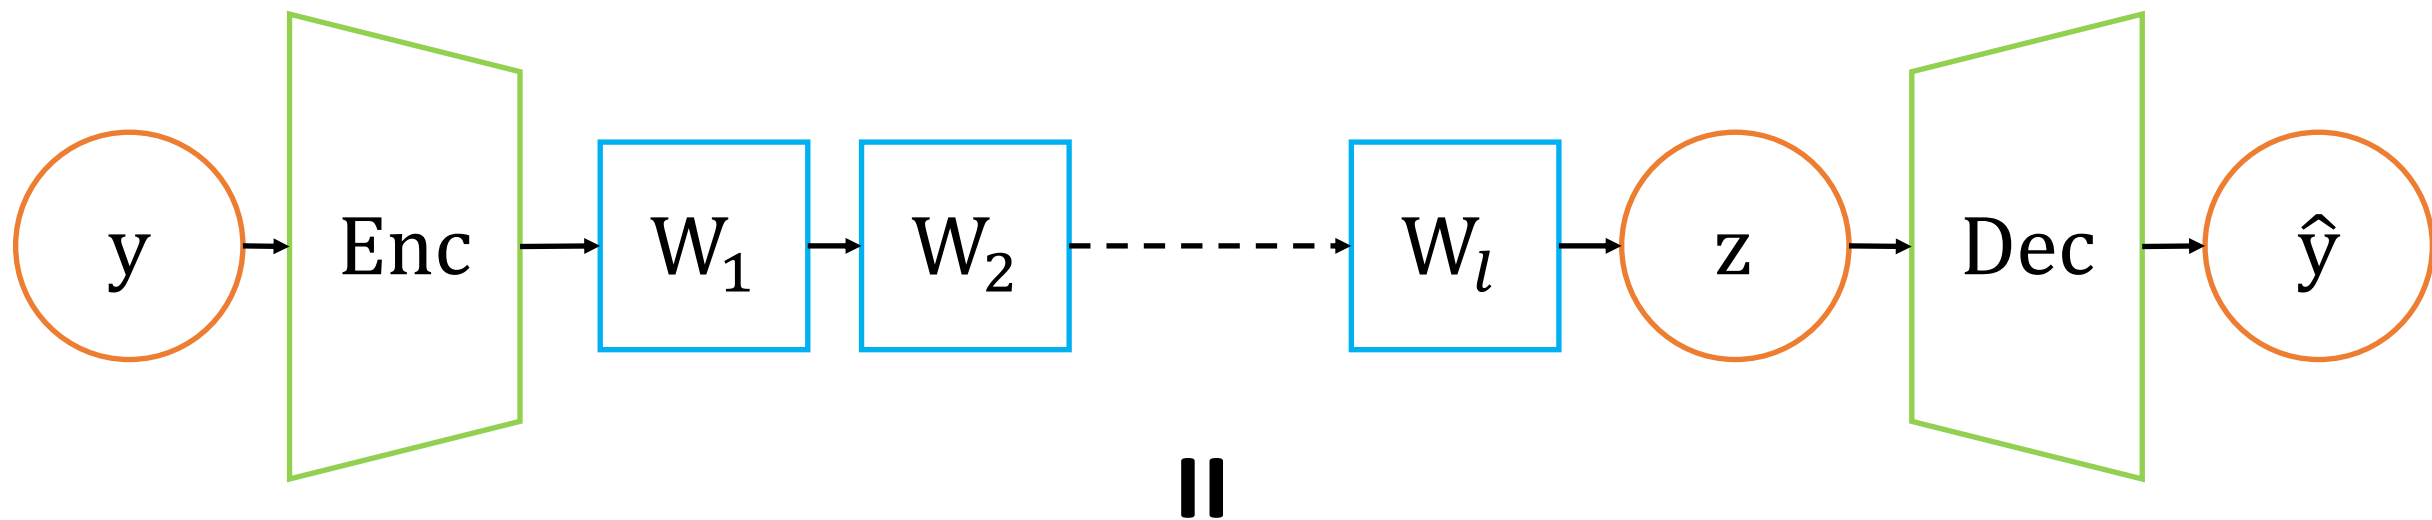 y Enc W₁ W₂ Wₗ z Dec ŷ
=